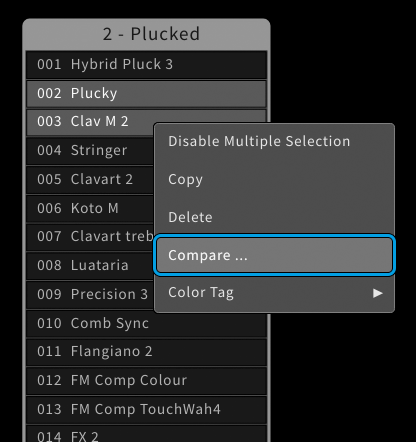 2 - Plucked
001 Hybrid Pluck 3
002 Plucky
003 Clav M 2
004 Stringer
005 Clavart 2
006 Koto M
007 Clavart treb
008 Luataria
009 Precision 3
010 Comb Sync
011 Flangiano 2
012 FM Comp Colour
013 FM Comp TouchWah4
014 FX 2
Disable Multiple Selection
Copy
Delete
Compare ...
Color Tag